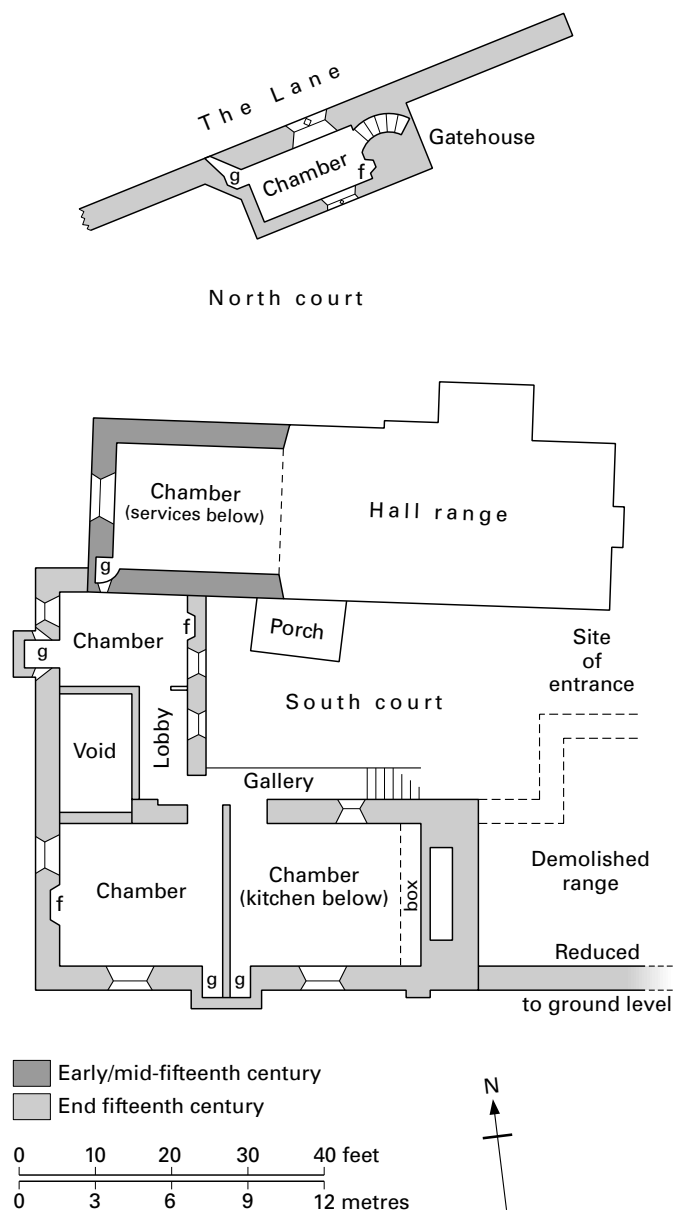 The Lane
Gatehouse
g
Chamber
f
North court
Chamber
(services below)
Hall range
g
Chamber
f
g
Porch
Site
of
entrance
South court
Lobby
Void
Gallery
Chamber
f
Chamber
(kitchen below)
box
Demolished
range
g
g
Reduced
to ground level
Early/mid-fifteenth century
End fifteenth century
N
0 10 20 30 40 feet
0 3 6 9 12 metres